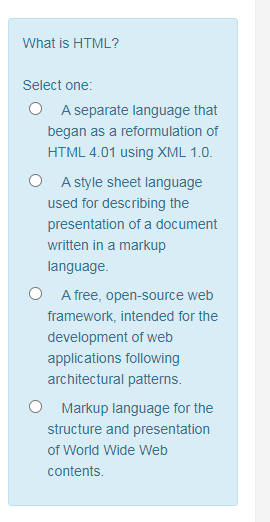 What is HTML?
Select one:
A separate language that
began as a reformulation of
HTML 4.01 using XML 1.0.
A style sheet language
used for describing the
presentation of a document
written in a markup
language.
A free, open-source web
framework, intended for the
development of web
applications following
architectural patterns.
Markup language for the
structure and presentation
of World Wide Web
contents.